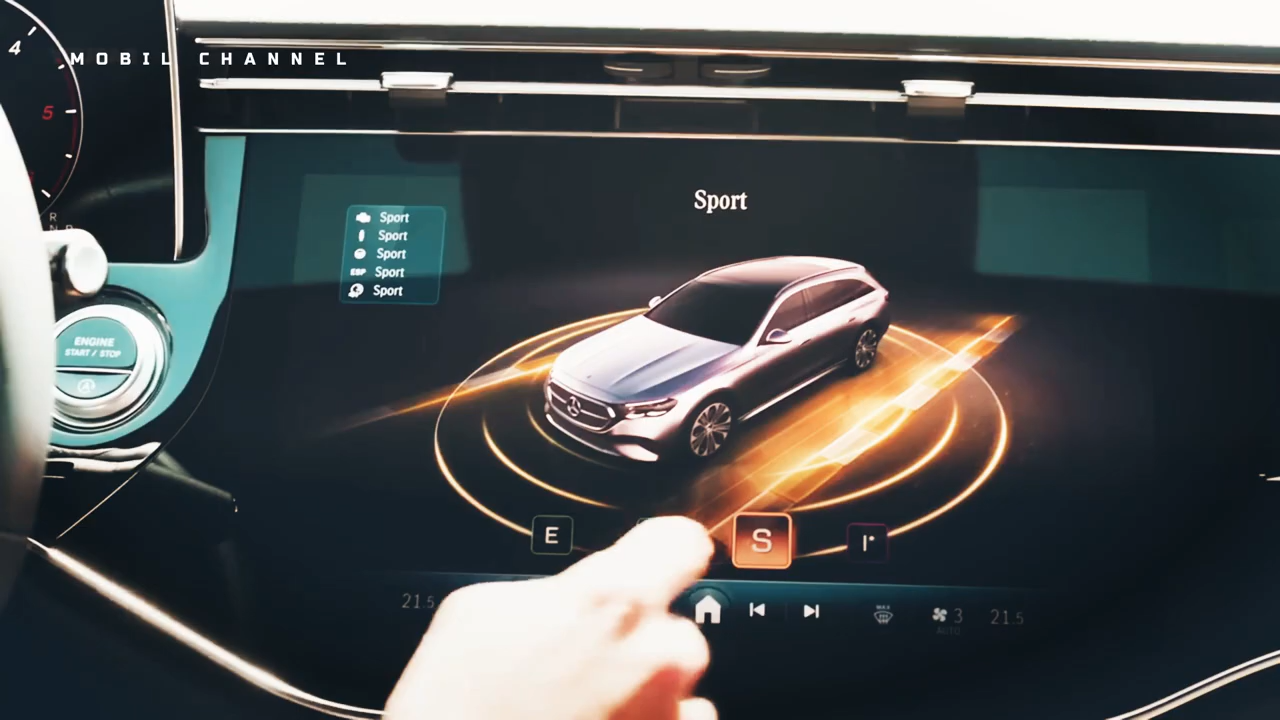 MOBIL CHANNEL
4
5
R
N D
ENGINE
START / STOP
A
Sport
Sport
Sport
Sport
ESP Sport
Sport
E
S
I
21.5
MAX
3
AUTO
21.5